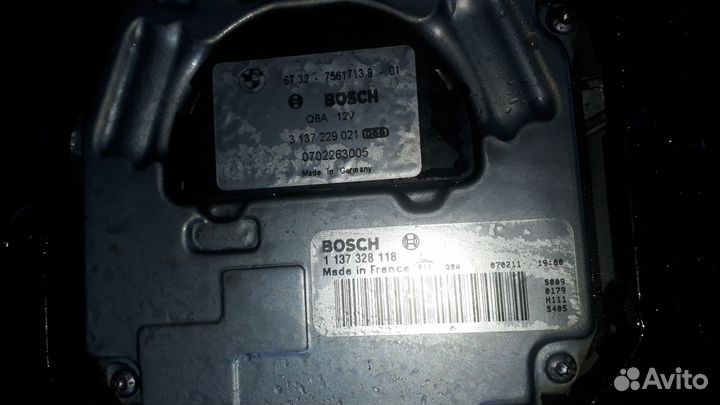 67.32 - 7561713.9 - 01
BOSCH
QBA 12V
3 137 229 021
0702263005
Made in Germany
BOSCH
1 137 328 118
Made in France QBA 070211 19:00
5009
0179
H111
S405
Avito